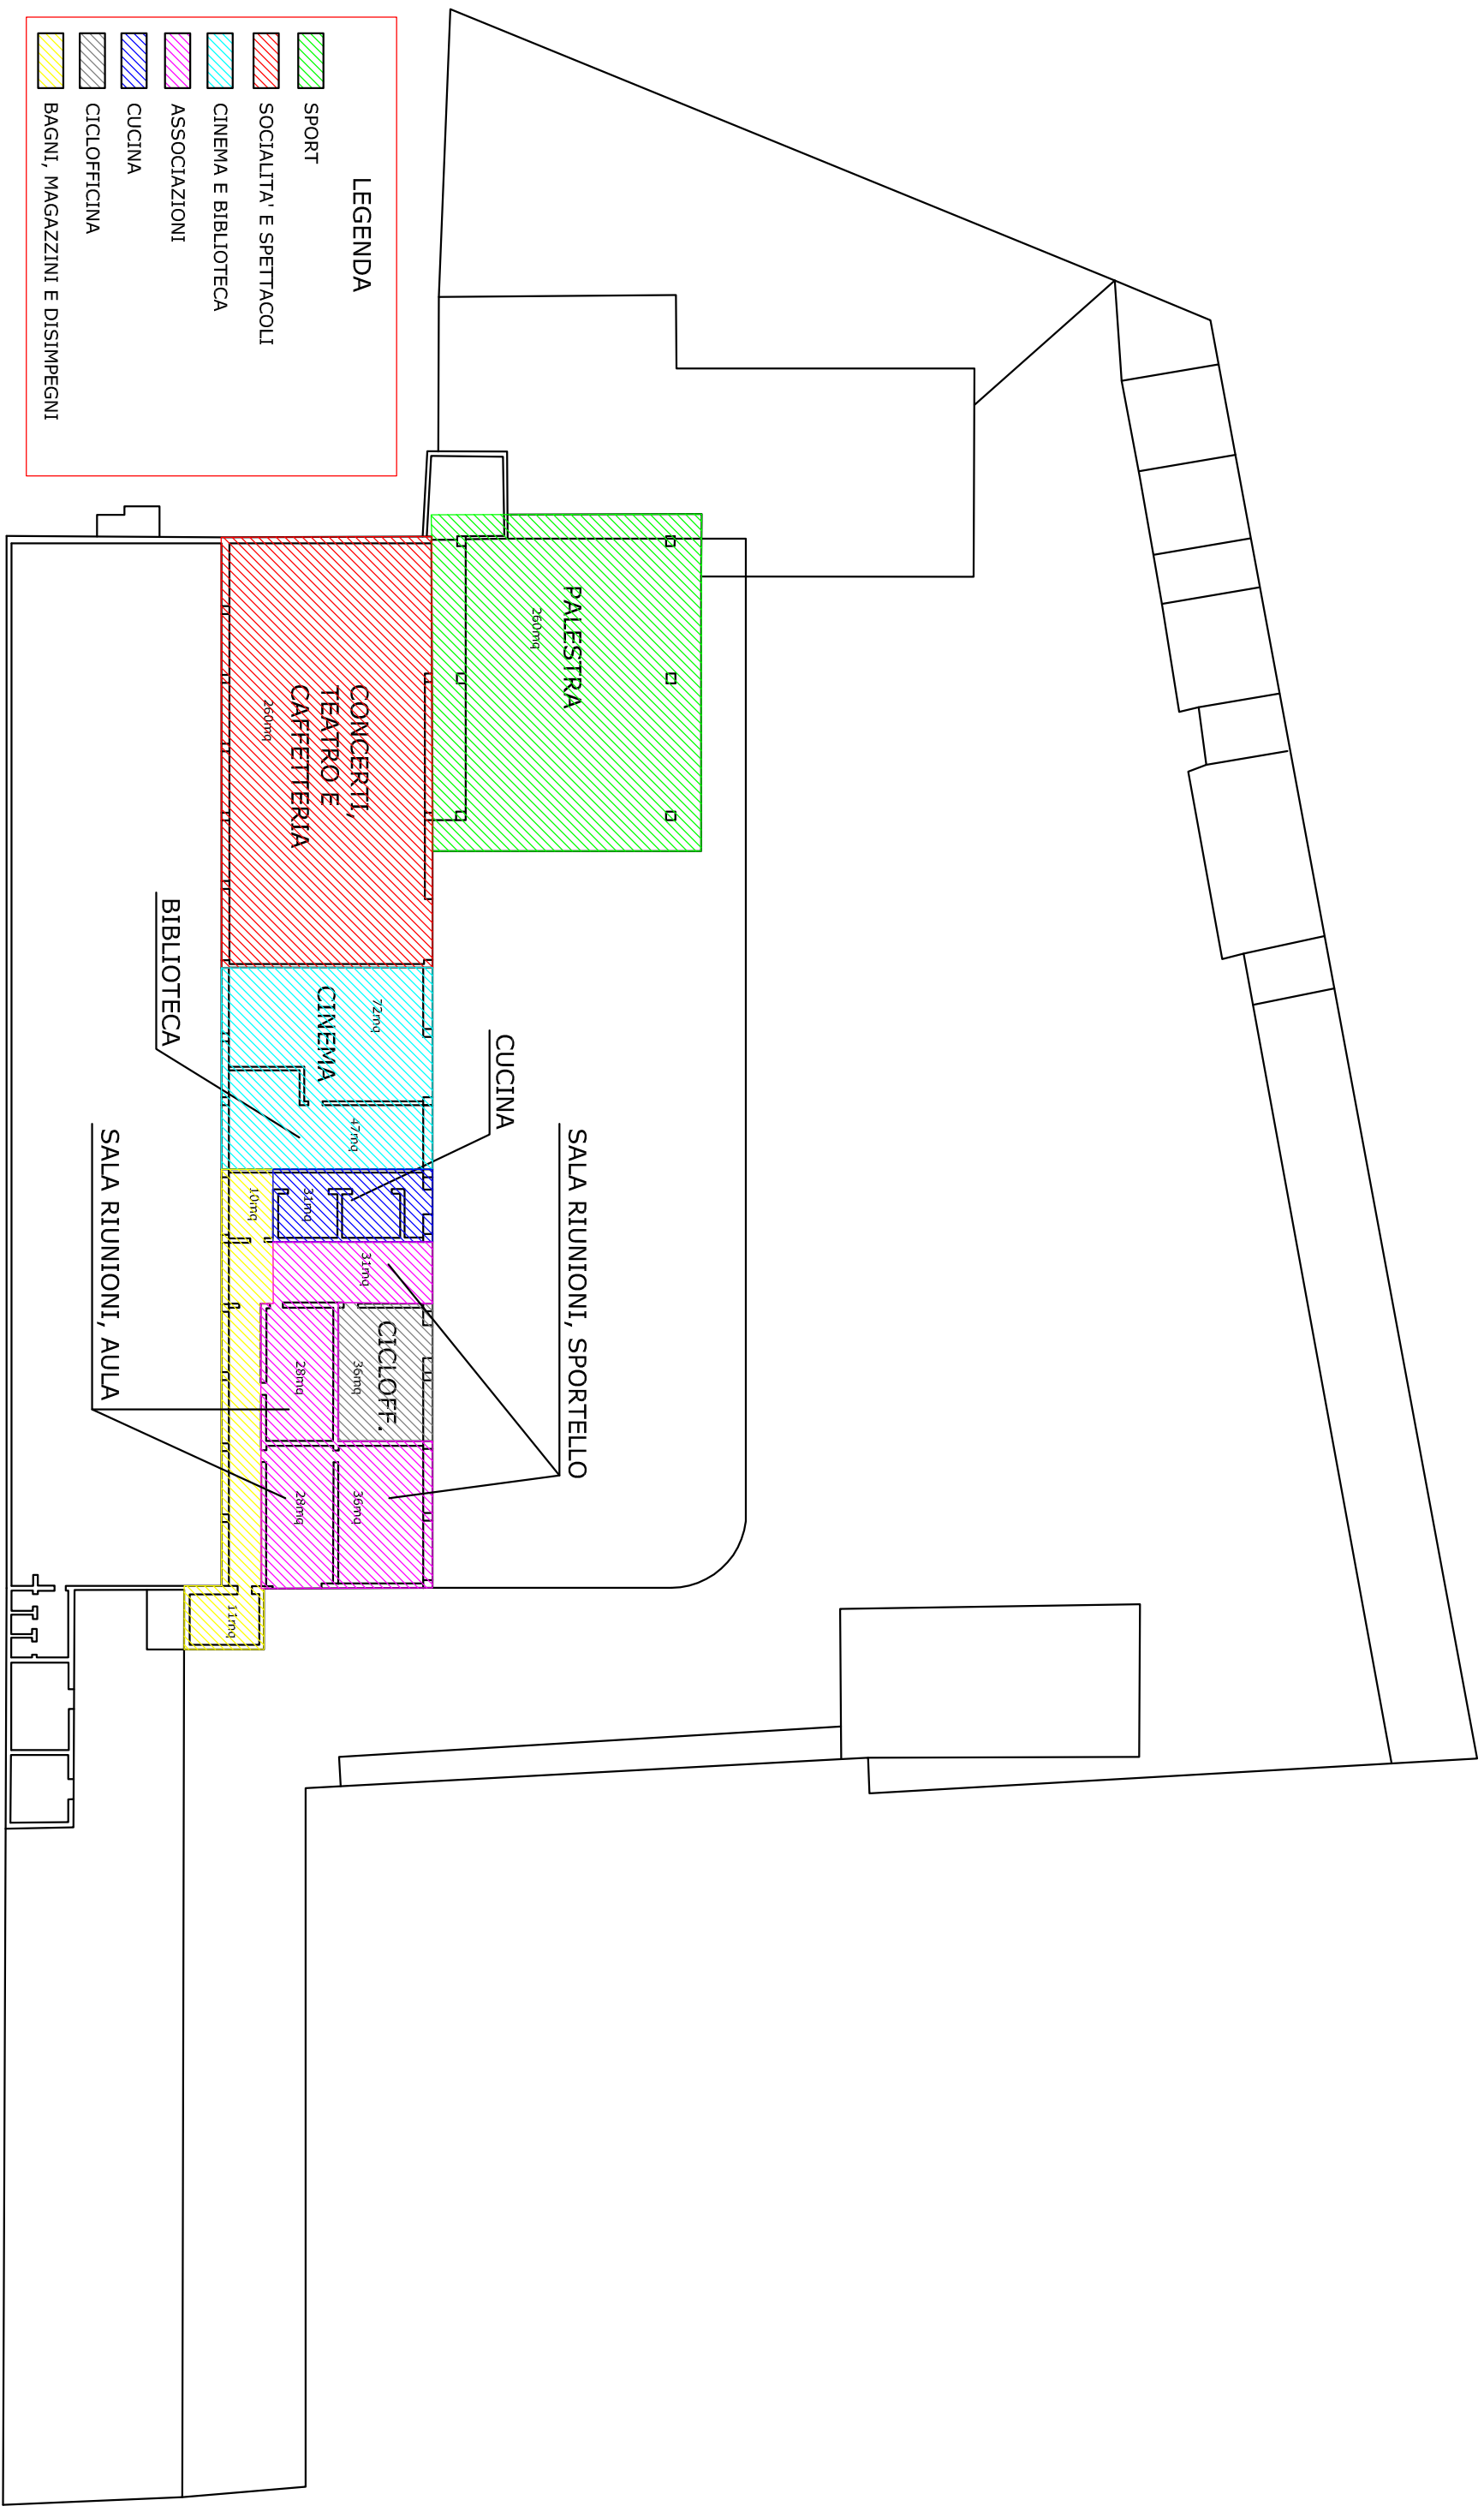 LEGENDA
SPORT
SOCIALITA' E SPETTACOLI
CINEMA E BIBLIOTECA
ASSOCIAZIONI
CUCINA
CICLOFFICINA
BAGNI, MAGAZZINI E DISIMPEGNI
PALESTRA
260mq
CONCERTI,
TEATRO E
CAFFETTERIA
260mq
BIBLIOTECA
CINEMA
72mq
47mq
CUCINA
SALA RIUNIONI, SPORTELLO
SALA RIUNIONI, AULA
10mq
31mq
31mq
CICLOFF.
36mq
28mq
36mq
28mq
11mq